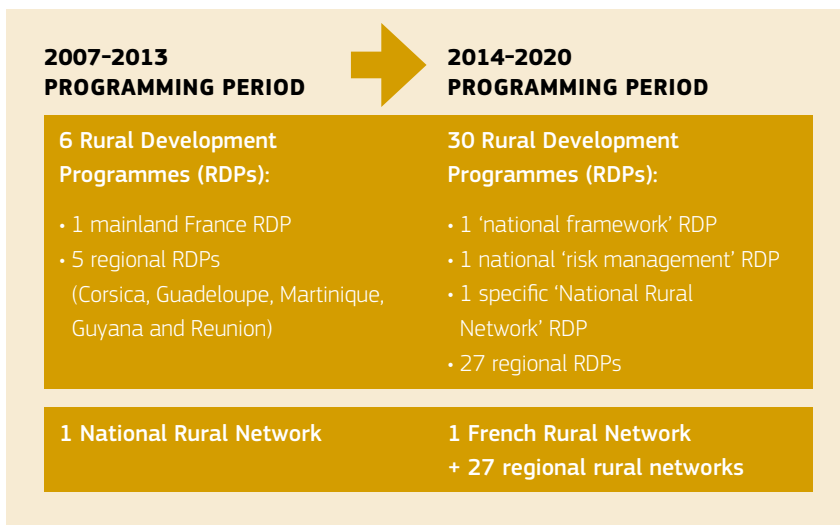 2007–2013
PROGRAMMING PERIOD
6 Rural Development
Programmes (RDPs):
• 1 mainland France RDP
• 5 regional RDPs
(Corsica, Guadeloupe, Martinique,
Guyana and Reunion)
1 National Rural Network
2014–2020
PROGRAMMING PERIOD
30 Rural Development
Programmes (RDPs):
• 1 ‘national framework’ RDP
• 1 national ‘risk management’ RDP
• 1 specific ‘National Rural
Network’ RDP
• 27 regional RDPs
1 French Rural Network
+ 27 regional rural networks